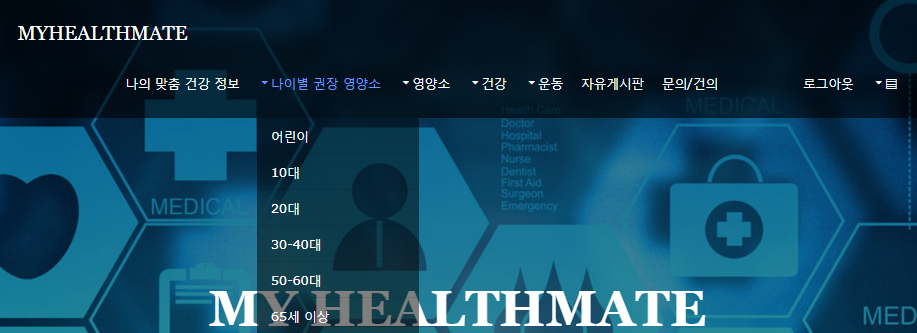 MYHEALTHMATE
나의 맞춤 건강 정보 나이별 권장 영양소 영양소 건강 운동 자유게시판 문의/건의 로그아웃
어린이
10대
20대
30-40대
50-60대
65세 이상
Health Care
Doctor
Hospital
Pharmacist
Nurse
Dentist
First Aid
Surgeon
Emergency
MEDICAL
MEDICAL
MED
MY HEALTHMATE